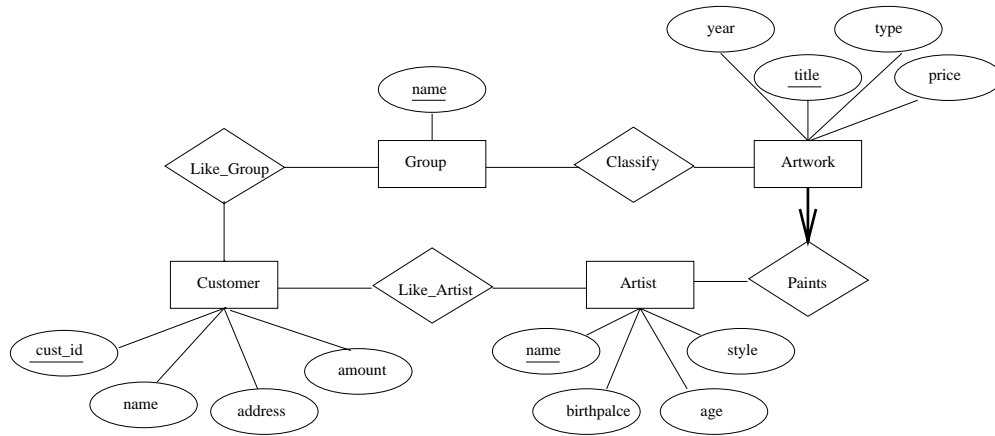 year
type
title
price
name
Like_Group
Group
Classify
Artwork
Customer
Like_Artist
Artist
Paints
cust_id
name
address
amount
name
birthpalce
age
style